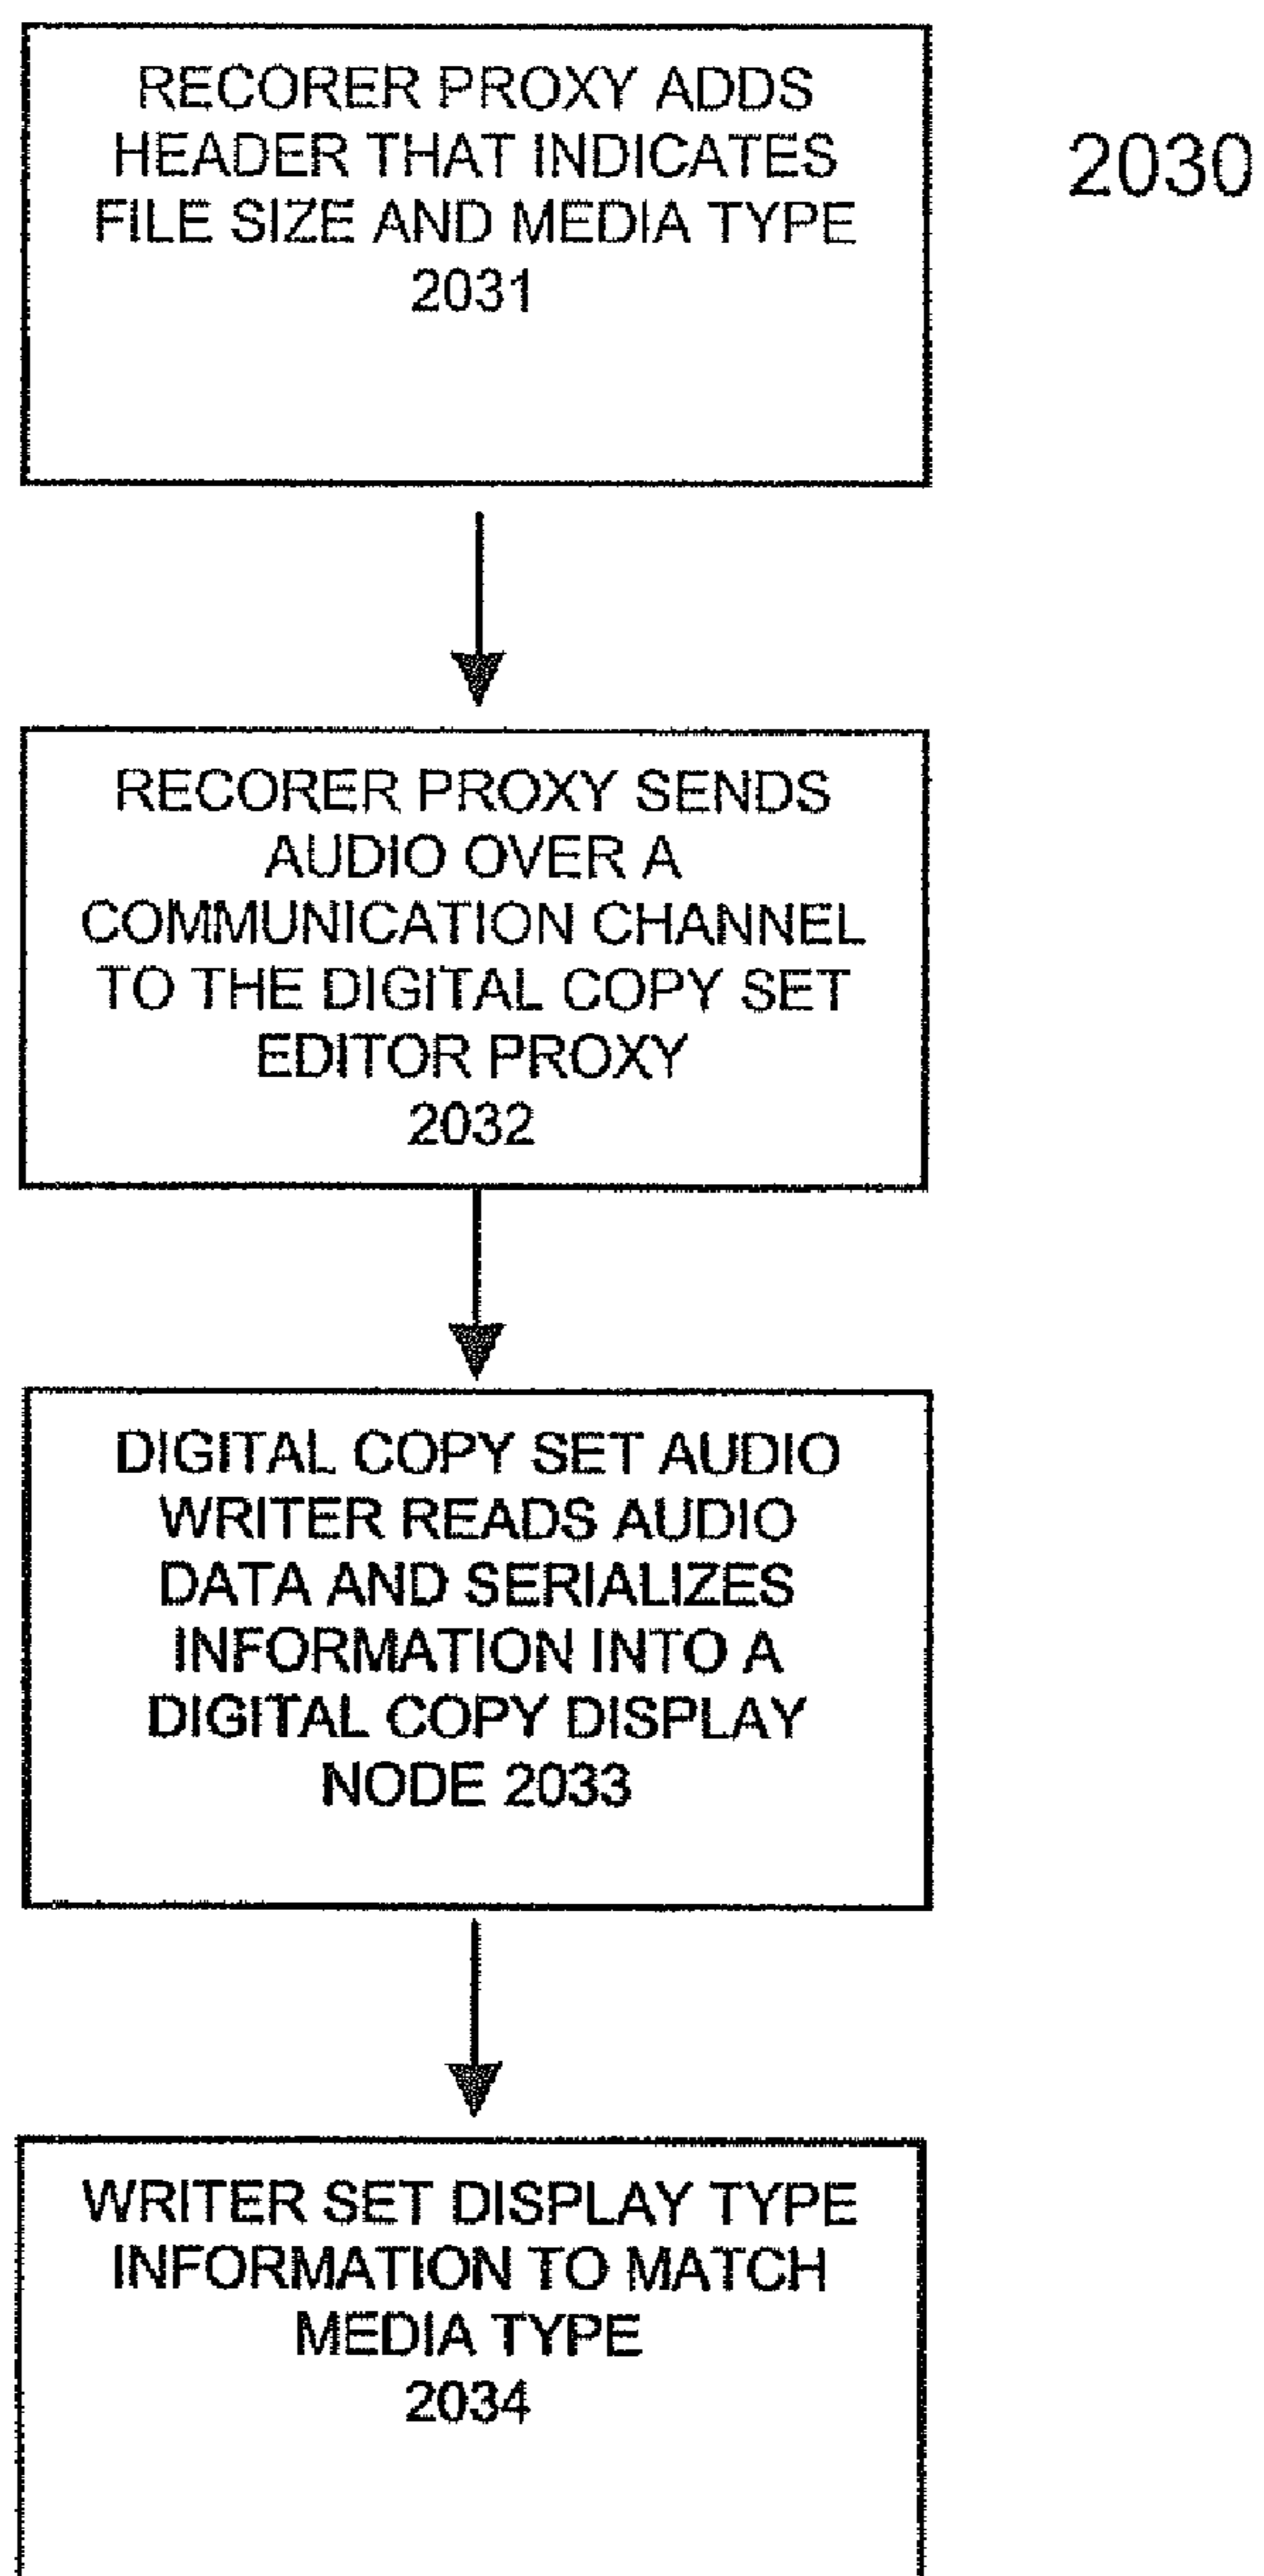 RECORER PROXY ADDS
HEADER THAT INDICATES
FILE SIZE AND MEDIA TYPE
2031
2030
RECORER PROXY SENDS
AUDIO OVER A
COMMUNICATION CHANNEL
TO THE DIGITAL COPY SET
EDITOR PROXY
2032
DIGITAL COPY SET AUDIO
WRITER READS AUDIO
DATA AND SERIALIZES
INFORMATION INTO A
DIGITAL COPY DISPLAY
NODE 2033
WRITER SET DISPLAY TYPE
INFORMATION TO MATCH
MEDIA TYPE
2034